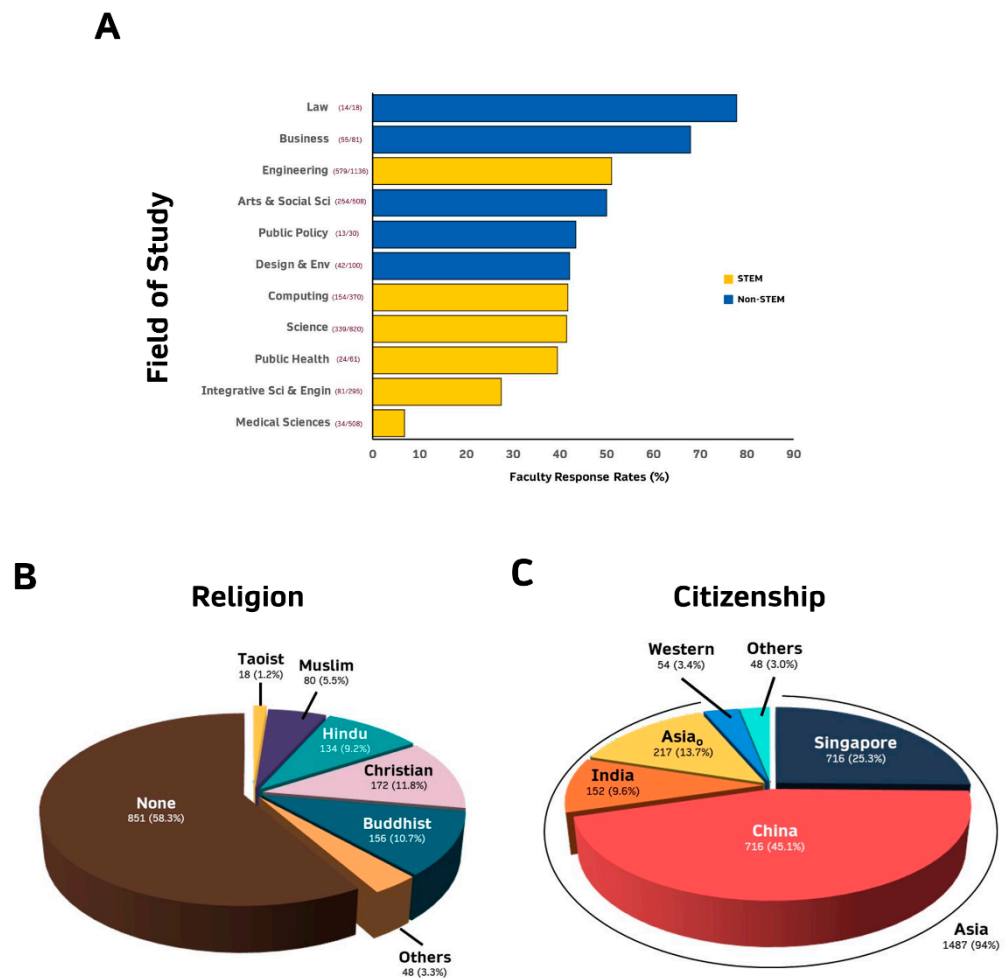 A
Field of Study
Law (14/18)
Business (55/81)
Engineering (579/1136)
Arts & Social Sci (254/508)
Public Policy (13/30)
Design & Env (42/100)
Computing (154/370)
Science (339/820)
Public Health (24/61)
Integrative Sci & Engin (81/295)
Medical Sciences (34/508)
STEM
Non-STEM
0 10 20 30 40 50 60 70 80 90
Faculty Response Rates (%)
B
Religion
Taoist
18 (1.2%)
Muslim
80 (5.5%)
Hindu
134 (9.2%)
Christian
172 (11.8%)
Buddhist
156 (10.7%)
None
851 (58.3%)
Others
48 (3.3%)
C
Citizenship
Western
54 (3.4%)
Others
48 (3.0%)
Asiao
217 (13.7%)
Singapore
716 (25.3%)
India
152 (9.6%)
China
716 (45.1%)
Asia
1487 (94%)